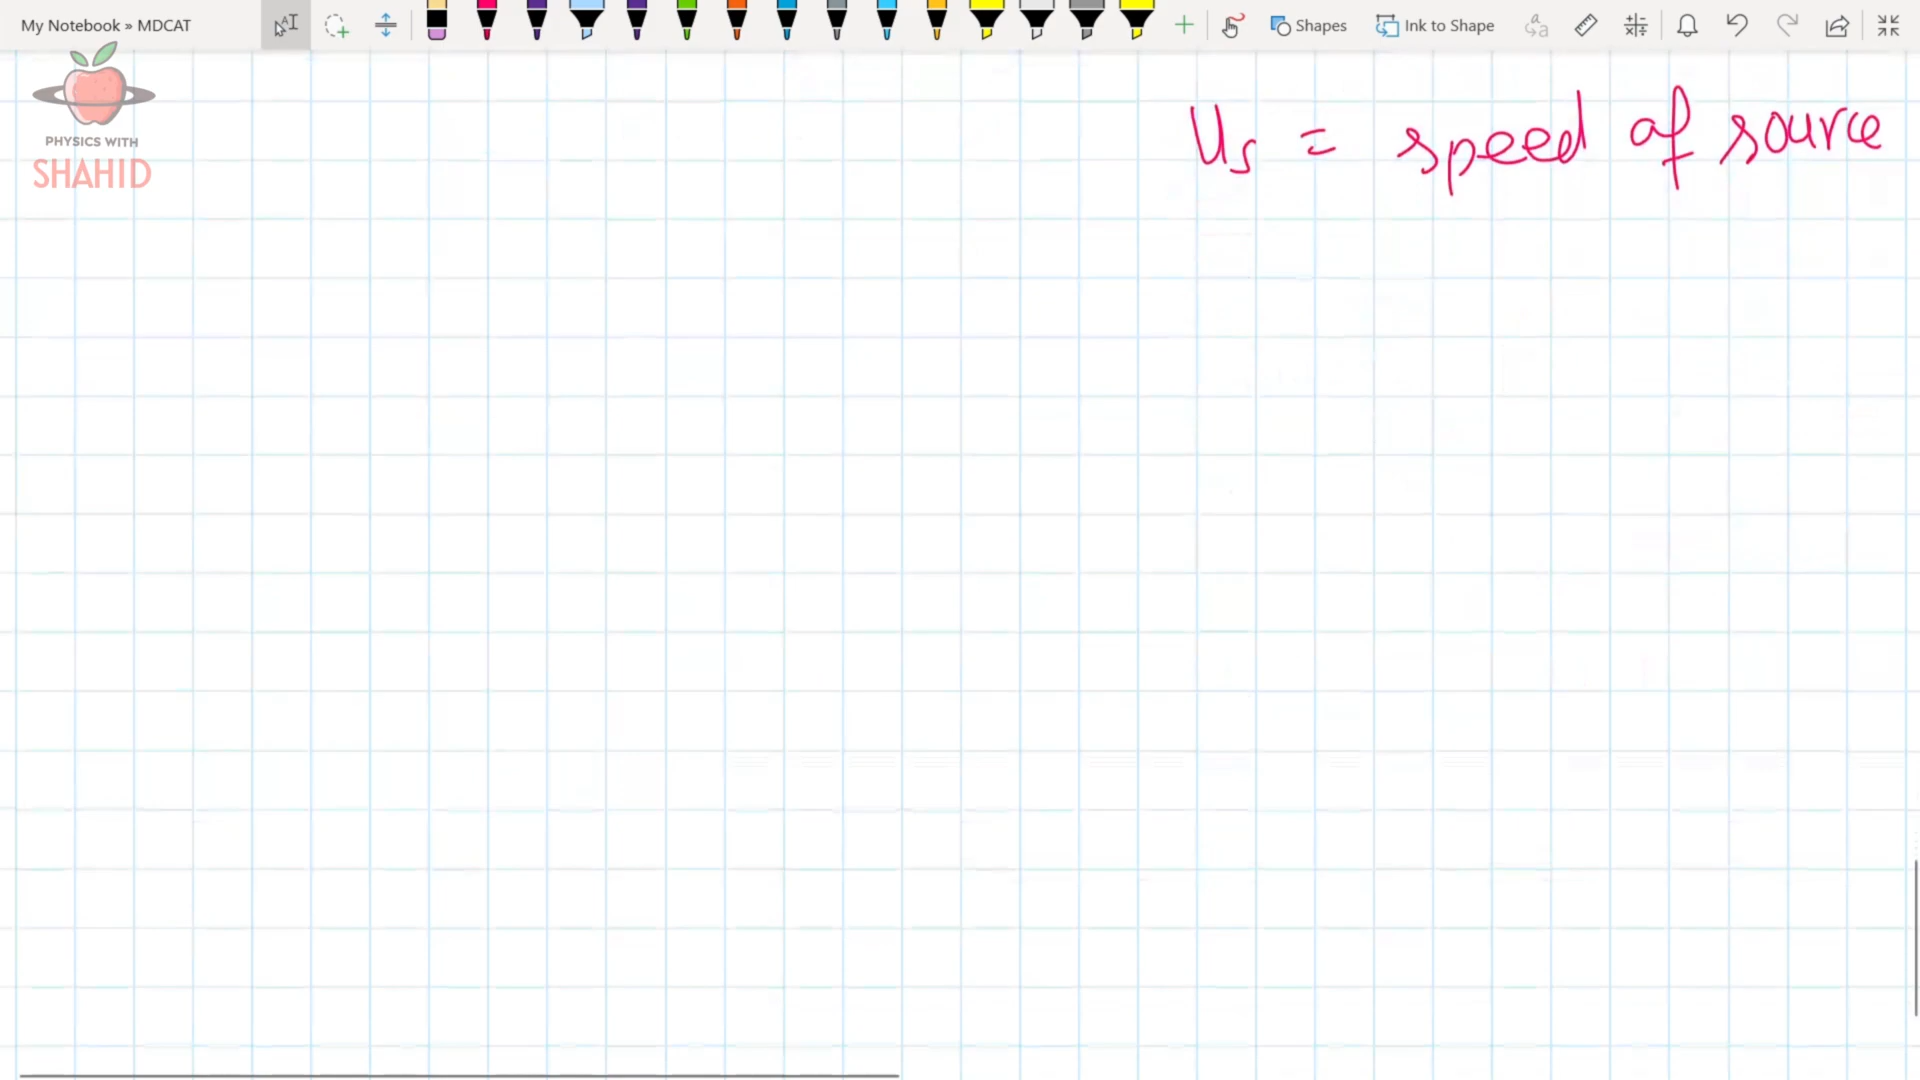 My Notebook » MDCAT
Shapes
Ink to Shape
PHYSICS WITH
SHAHID
Us = speed of source